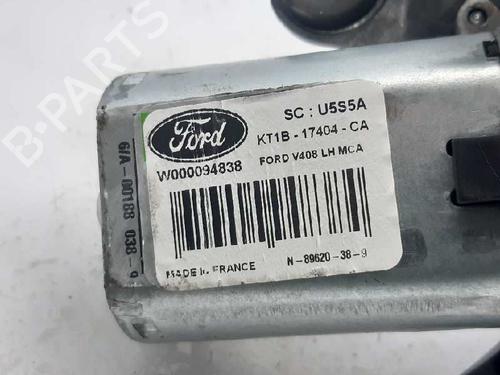 Ford
SC : U5S5A
KT1B - 17404 - CA
W000094838
FORD V408 LH MCA
MADE In FRANCE
N-89620-38-9
6/A-00188 038-9
B-PARTS